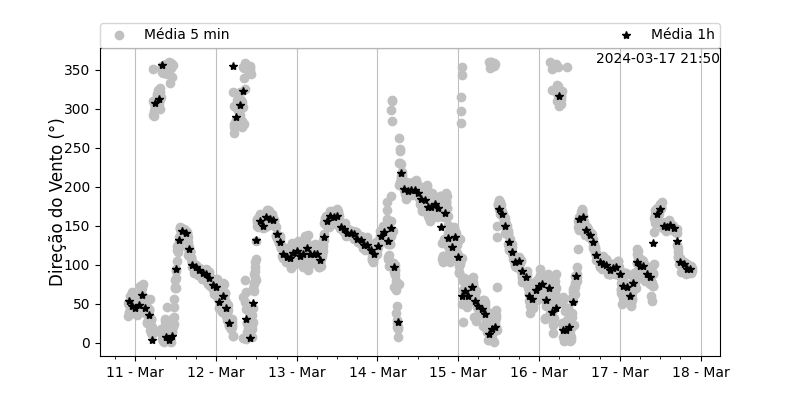 Média 5 min
Média 1h
2024-03-17 21:50
Direção do Vento (°)
350
300
250
200
150
100
50
0
11 - Mar
12 - Mar
13 - Mar
14 - Mar
15 - Mar
16 - Mar
17 - Mar
18 - Mar